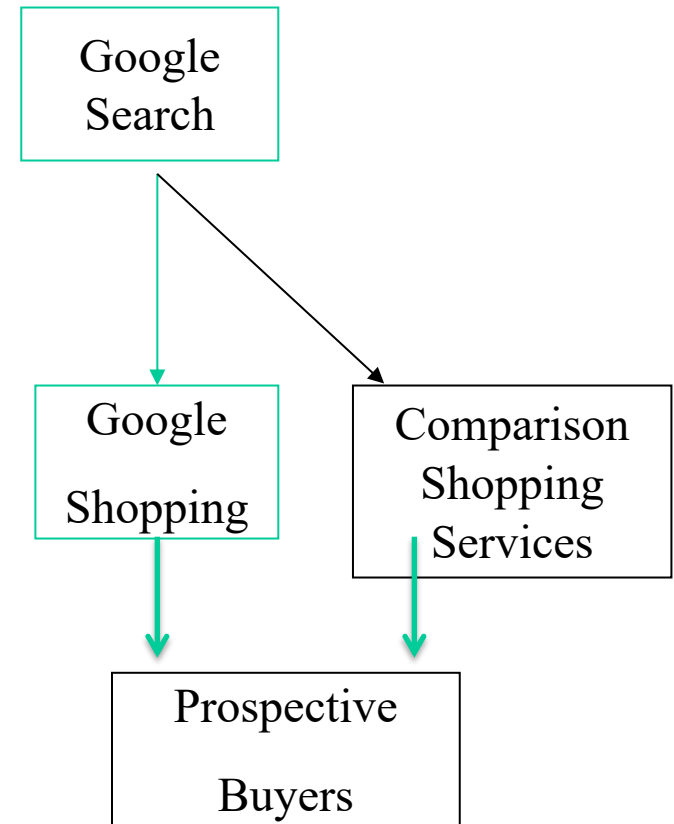 Google
Search
Google
Shopping
Comparison
Shopping
Services
Prospective
Buyers